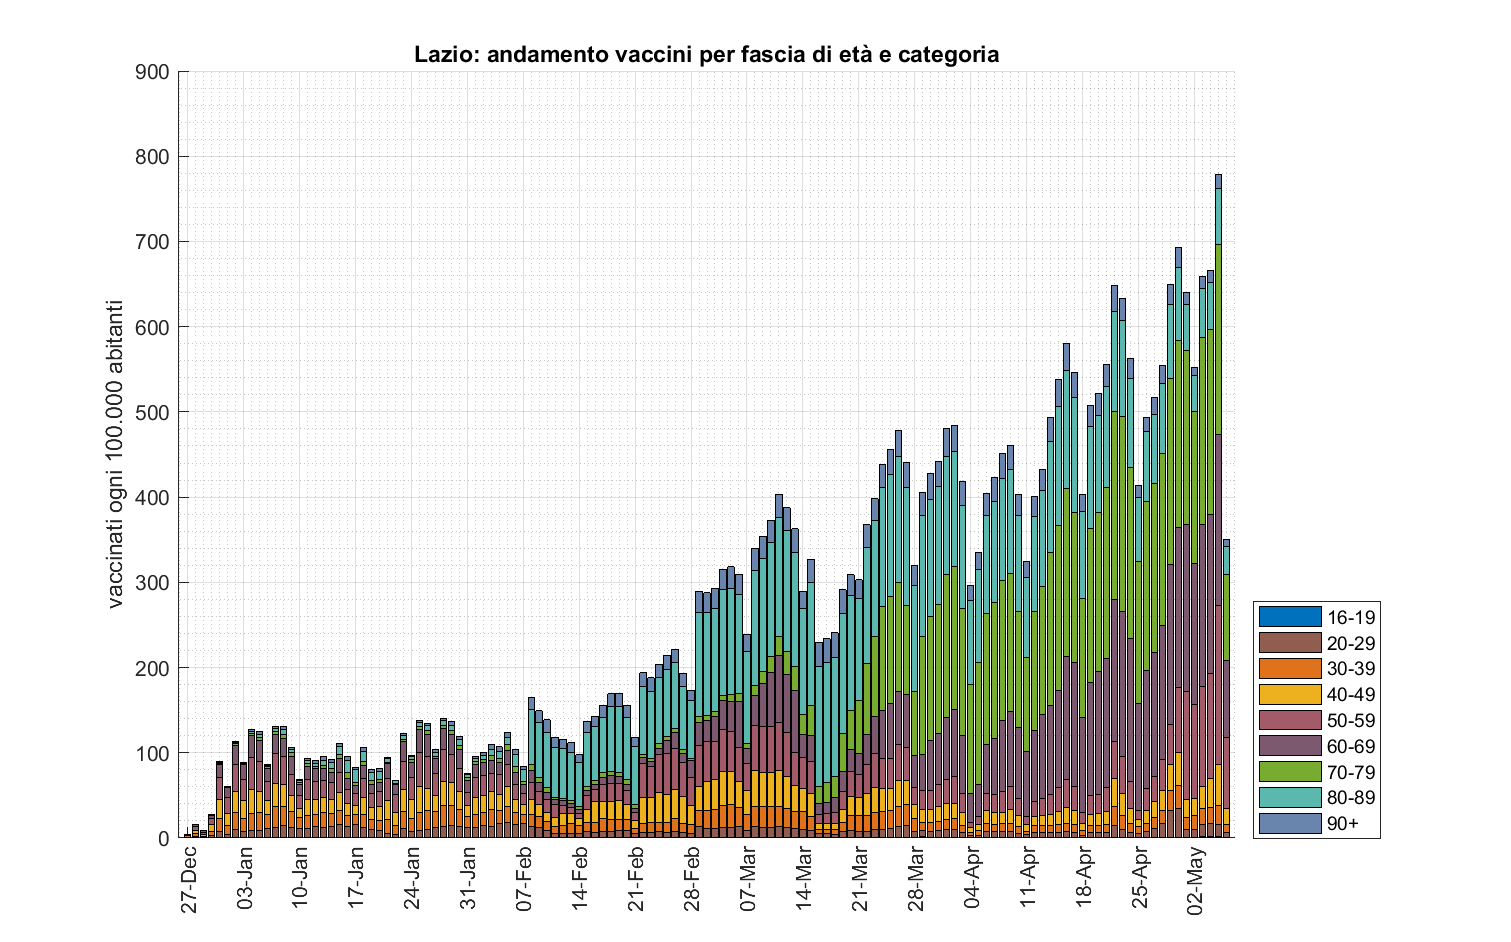 Lazio: andamento vaccini per fascia di età e categoria
vaccinati ogni 100.000 abitanti
900
800
700
600
500
400
300
200
100
0
27-Dec
03-Jan
10-Jan
17-Jan
24-Jan
31-Jan
07-Feb
14-Feb
21-Feb
28-Feb
07-Mar
14-Mar
21-Mar
28-Mar
04-Apr
11-Apr
18-Apr
25-Apr
02-May
16-19
20-29
30-39
40-49
50-59
60-69
70-79
80-89
90+